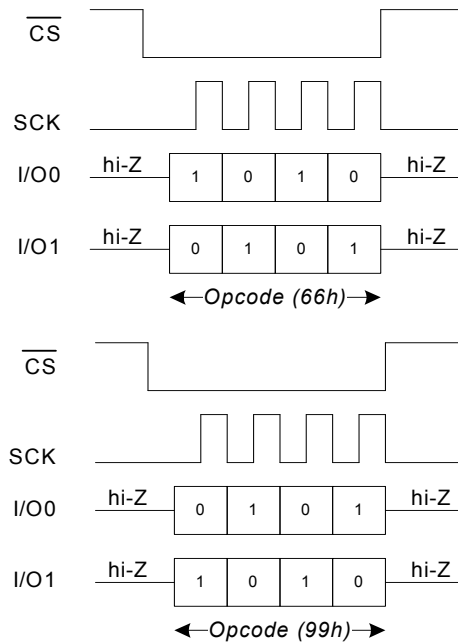 CS
SCK
hi-Z 1 0 1 0 hi-Z
I/O0
hi-Z 0 1 0 1 hi-Z
I/O1
Opcode (66h)
CS
SCK
hi-Z 0 1 0 1 hi-Z
I/O0
hi-Z 1 0 1 0 hi-Z
I/O1
Opcode (99h)